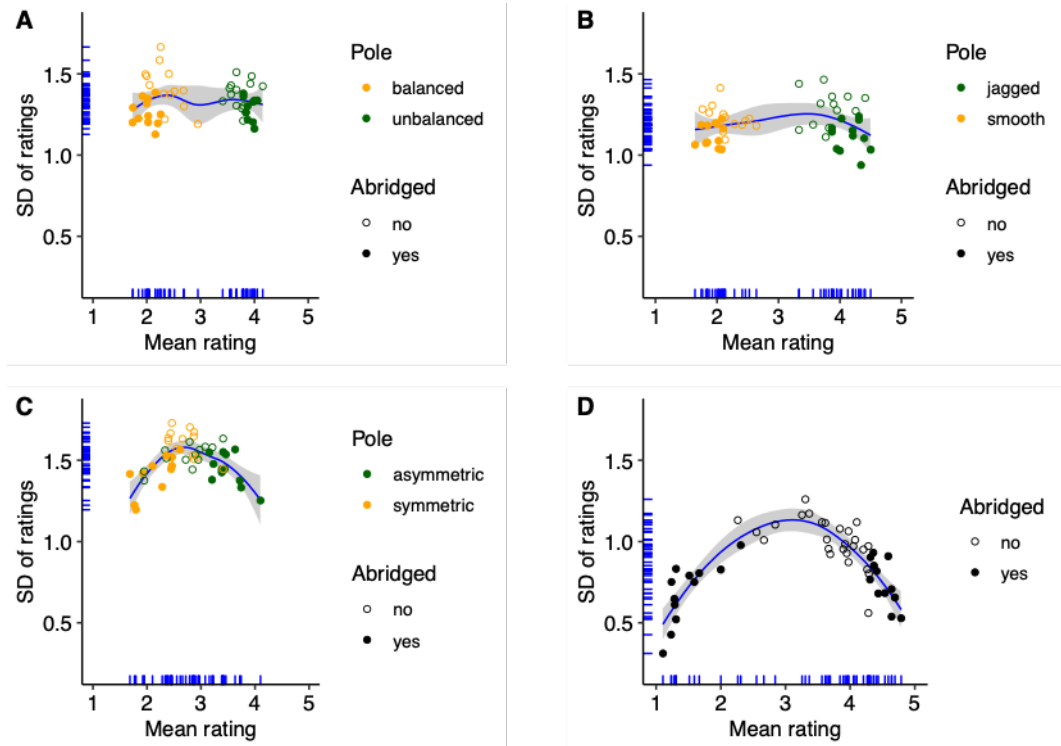 A
SD of ratings
1.5
1.0
0.5
1 2 3 4 5
Mean rating
Pole
balanced
unbalanced
Abridged
no
yes
B
SD of ratings
1.5
1.0
0.5
1 2 3 4 5
Mean rating
Pole
jagged
smooth
Abridged
no
yes
C
SD of ratings
1.5
1.0
0.5
1 2 3 4 5
Mean rating
Pole
asymmetric
symmetric
Abridged
no
yes
D
SD of ratings
1.5
1.0
0.5
1 2 3 4 5
Mean rating
Abridged
no
yes